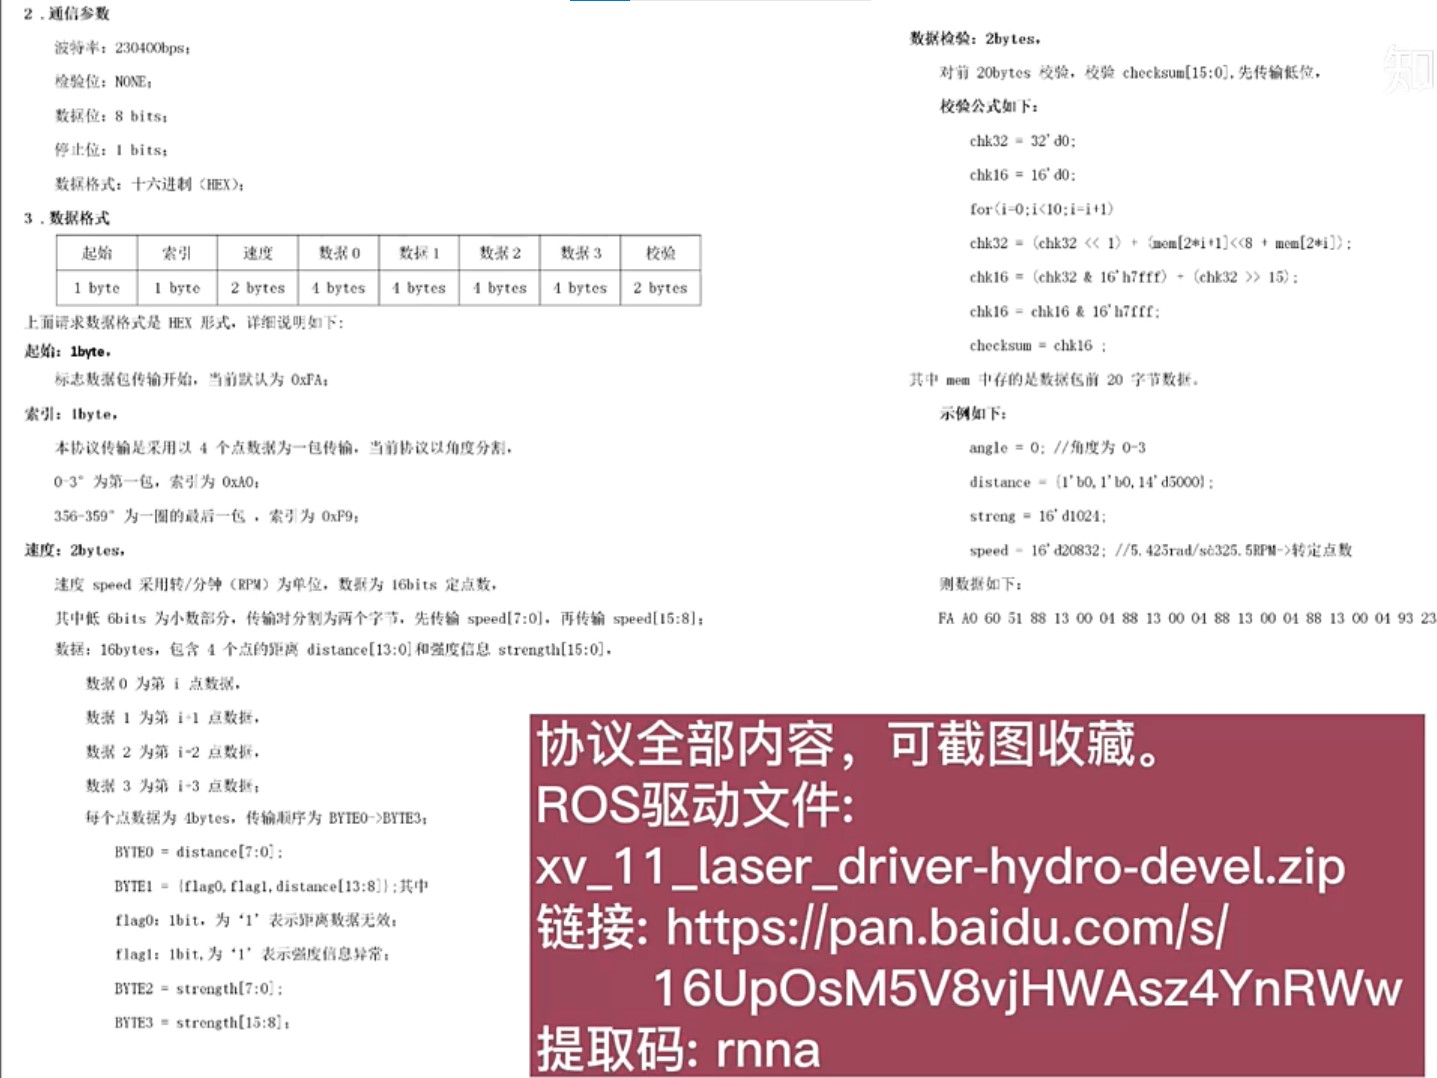 2 .通信参数
波特率: 230400bps;
检验位: NONE;
数据位: 8 bits;
停止位: 1 bits;
数据格式: 十六进制 (HEX);
3 .数据格式
起始 索引 速度 数据 0 数据 1 数据 2 数据 3 校验
1 byte 1 byte 2 bytes 4 bytes 4 bytes 4 bytes 4 bytes 2 bytes
上面请求数据格式是 HEX 形式, 详细说明如下:
起始: 1byte,
标志数据包传输开始, 当前默认为 0xFA;
索引: 1byte,
本协议传输是采用以 4 个点数据为一包传输, 当前协议以角度分割,
0-3° 为第一包, 索引为 0xA0;
356-359° 为一圈的最后一包 , 索引为 0xF9;
速度: 2bytes,
速度 speed 采用转/分钟 (RPM) 为单位, 数据为 16bits 定点数,
其中低 6bits 为小数部分, 传输时分割为两个字节, 先传输 speed[7:0], 再传输 speed[15:8];
数据: 16bytes, 包含 4 个点的距离 distance[13:0]和强度信息 strength[15:0],
数据 0 为第 i 点数据,
数据 1 为第 i+1 点数据,
数据 2 为第 i+2 点数据,
数据 3 为第 i+3 点数据;
每个点数据为 4bytes, 传输顺序为 BYTE0->BYTE3;
BYTE0 = distance[7:0];
BYTE1 = {flag0,flag1,distance[13:8]};其中
flag0: 1bit, 为 '1' 表示距离数据无效;
flag1: 1bit,为 '1' 表示强度信息异常;
BYTE2 = strength[7:0];
BYTE3 = strength[15:8];
数据检验: 2bytes,
对前 20bytes 校验, 校验 checksum[15:0],先传输低位,
校验公式如下:
chk32 = 32'd0;
chk16 = 16'd0;
for(i=0;i<10;i=i+1)
chk32 = (chk32 << 1) + (mem[2*i+1]<<8 + mem[2*i]);
chk16 = (chk32 & 16'h7fff) + (chk32 >> 15);
chk16 = chk16 & 16'h7fff;
checksum = chk16 ;
其中 mem 中存的是数据包前 20 字节数据。
示例如下:
angle = 0; //角度为 0-3
distance = {1'b0,1'b0,14'd5000};
streng = 16'd1024;
speed = 16'd20832; //5.425rad/s:325.5RPM->转定点数
则数据如下:
FA A0 60 51 88 13 00 04 88 13 00 04 88 13 00 04 88 13 00 04 93 23
知
协议全部内容，可截图收藏。
ROS驱动文件:
xv_11_laser_driver-hydro-devel.zip
链接: https://pan.baidu.com/s/
16UpOsM5V8vjHWAsz4YnRWw
提取码: rnna